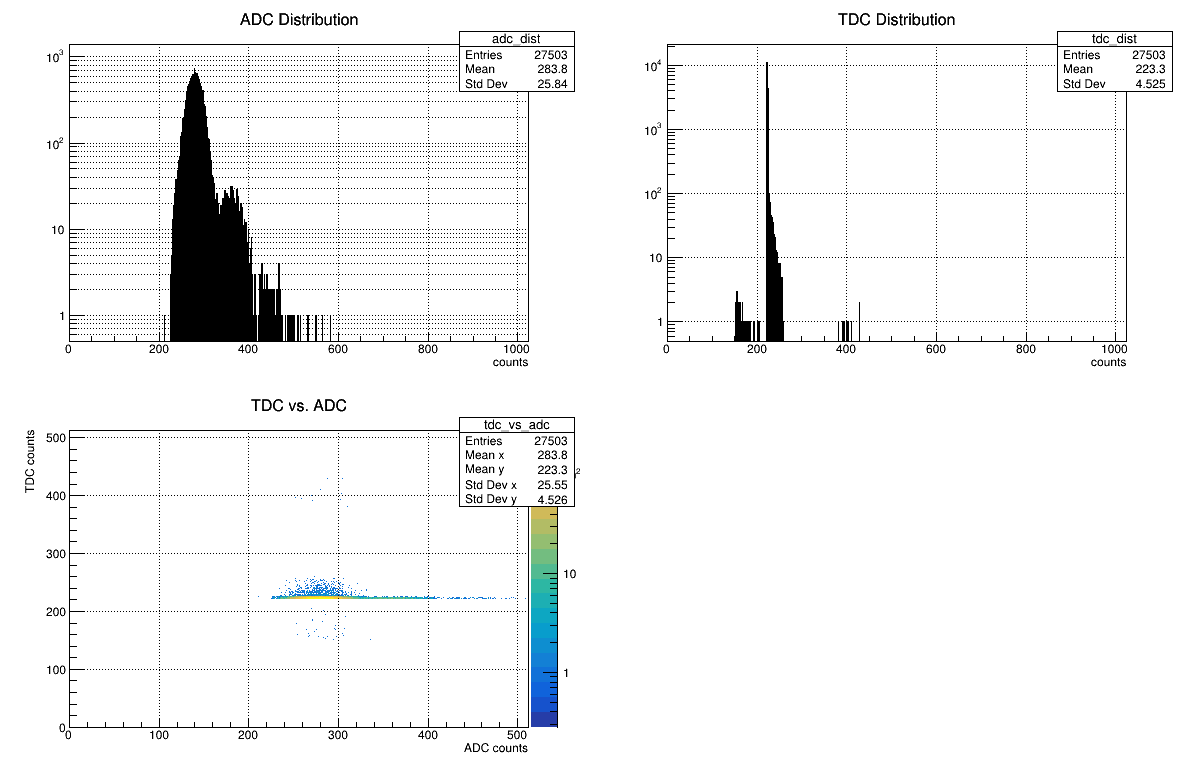 ADC Distribution
adc_dist
Entries 27503
Mean 283.8
Std Dev 25.84
10³
10²
10
1
0 200 400 600 800 1000
counts
TDC Distribution
tdc_dist
Entries 27503
Mean 223.3
Std Dev 4.525
10⁴
10³
10²
10
1
0 200 400 600 800 1000
counts
TDC vs. ADC
tdc_vs_adc
Entries 27503
Mean x 283.8
Mean y 223.3
Std Dev x 25.55
Std Dev y 4.526
TDC counts
500
400
300
200
100
0
0 100 200 300 400 500
ADC counts
10
1